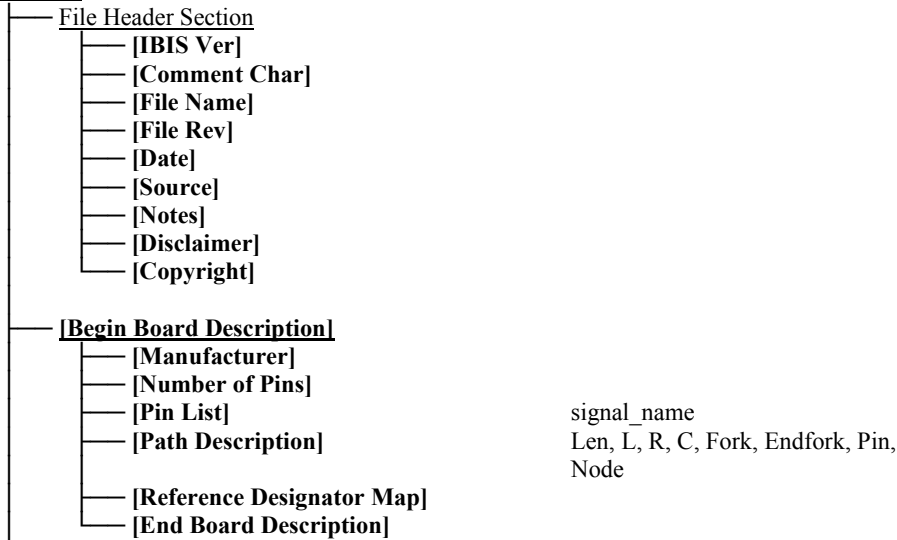 File Header Section
[IBIS Ver]
[Comment Char]
[File Name]
[File Rev]
[Date]
[Source]
[Notes]
[Disclaimer]
[Copyright]
[Begin Board Description]
[Manufacturer]
[Number of Pins]
[Pin List] signal_name
[Path Description] Len, L, R, C, Fork, Endfork, Pin,
Node
[Reference Designator Map]
[End Board Description]